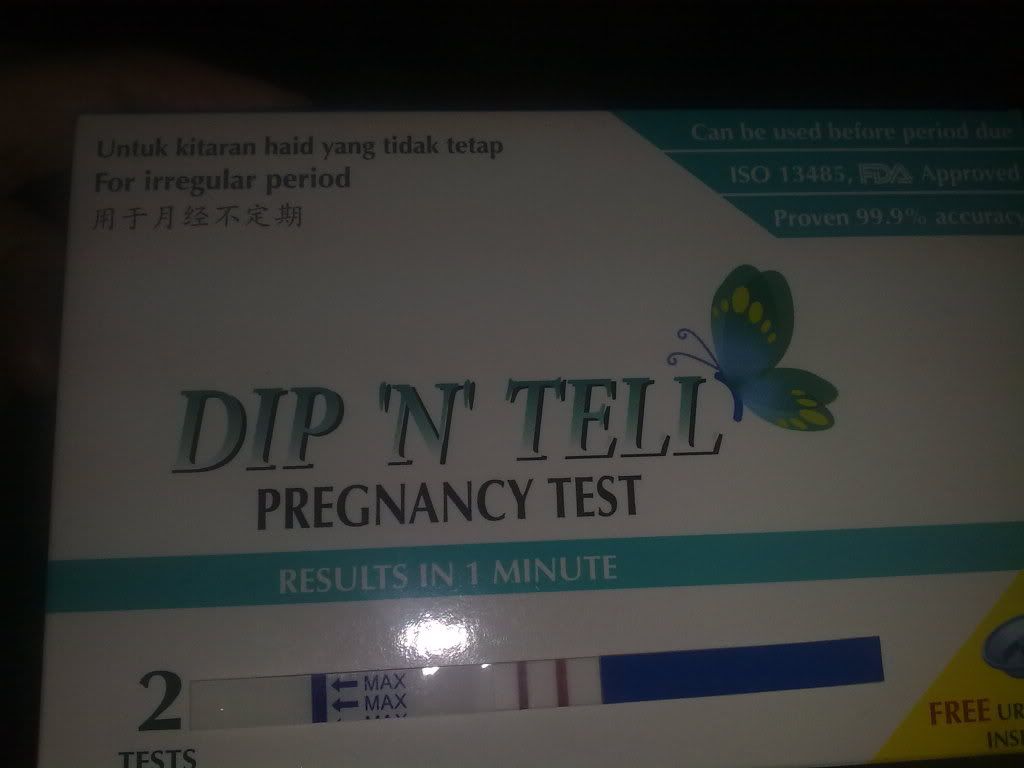 Untuk kitaran haid yang tidak tetap
For irregular period
用于月经不定期
Can be used before period due
ISO 13485, FDA Approved
Proven 99.9% accuracy
DIP 'N' TELL
PREGNANCY TEST
RESULTS IN 1 MINUTE
MAX
MAX
MAX
2
TESTS
FREE